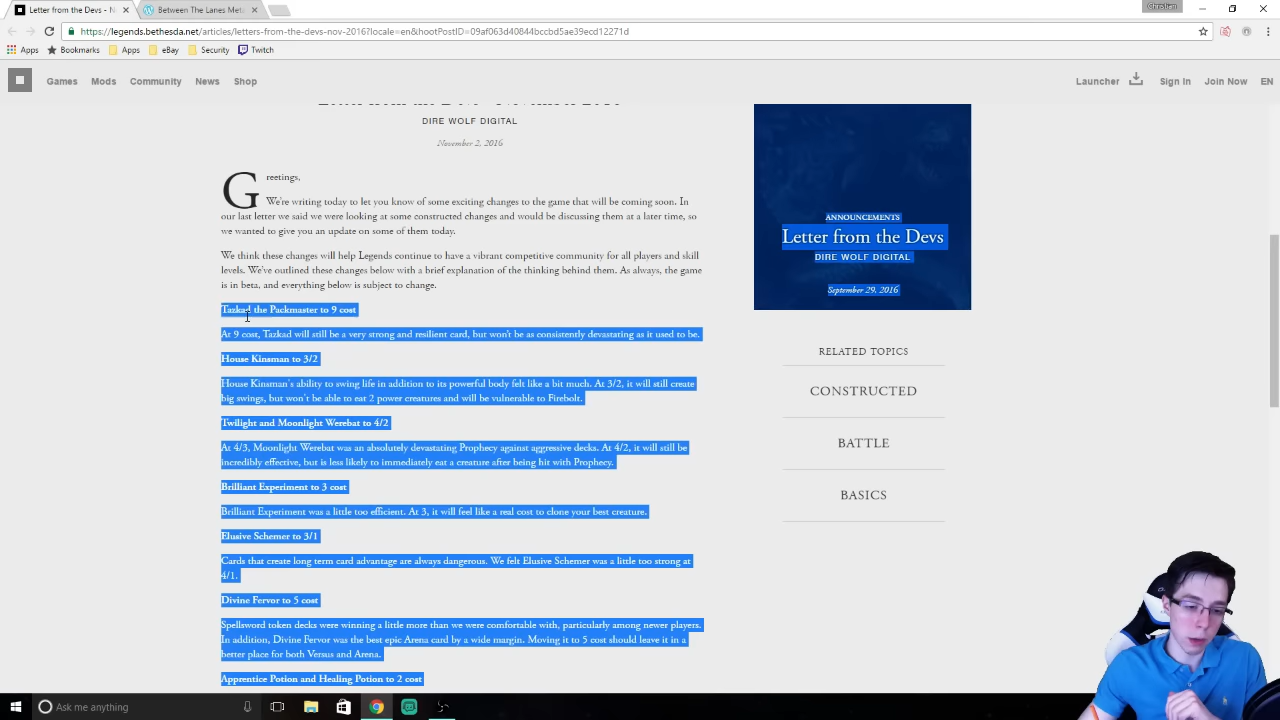 Letter from the Devs - No
Between The Lanes Meta
Christian
https://legends.bethesda.net/en/articles/letters-from-the-devs-nov-2016?locale=en&hootPostID=09af063d40844bccbd5ae39ecd12271d
Apps Bookmarks Apps eBay Security Twitch
Games Mods Community News Shop
Launcher Sign In Join Now EN
Letter from the Devs - November 2016
DIRE WOLF DIGITAL
November 2, 2016
Greetings,
We're writing today to let you know of some exciting changes to the game that will be coming soon. In
our last letter we said we were looking at some constructed changes and would be discussing them at a later time, so
we wanted to give you an update on some of them today.
We think these changes will help Legends continue to have a vibrant competitive community for all players and skill
levels. We've outlined these changes below with a brief explanation of the thinking behind them. As always, the game
is in beta, and everything below is subject to change.
Tazkad the Packmaster to 9 cost
At 9 cost, Tazkad will still be a very strong and resilient card, but won't be as consistently devastating as it used to be.
House Kinsman to 3/2
House Kinsman's ability to swing life in addition to its powerful body felt like a bit much. At 3/2, it will still create
big swings, but won't be able to eat 2 power creatures and will be vulnerable to Firebolt.
Twilight and Moonlight Werebat to 4/2
At 4/3, Moonlight Werebat was an absolutely devastating Prophecy against aggressive decks. At 4/2, it will still be
incredibly effective, but is less likely to immediately eat a creature after being hit with Prophecy.
Brilliant Experiment to 3 cost
Brilliant Experiment was a little too efficient. At 3, it will feel like a real cost to clone your best creature.
Elusive Schemer to 3/1
Cards that create long term card advantage are always dangerous. We felt Elusive Schemer was a little too strong at
4/1.
Divine Fervor to 5 cost
Spellsword token decks were winning a little more than we were comfortable with, particularly among newer players.
In addition, Divine Fervor was the best epic Arena card by a wide margin. Moving it to 5 cost should leave it in a
better place for both Versus and Arena.
Apprentice Potion and Healing Potion to 2 cost
ANNOUNCEMENTS
Letter from the Devs
DIRE WOLF DIGITAL
September 29, 2016
RELATED TOPICS
CONSTRUCTED
BATTLE
BASICS
Ask me anything